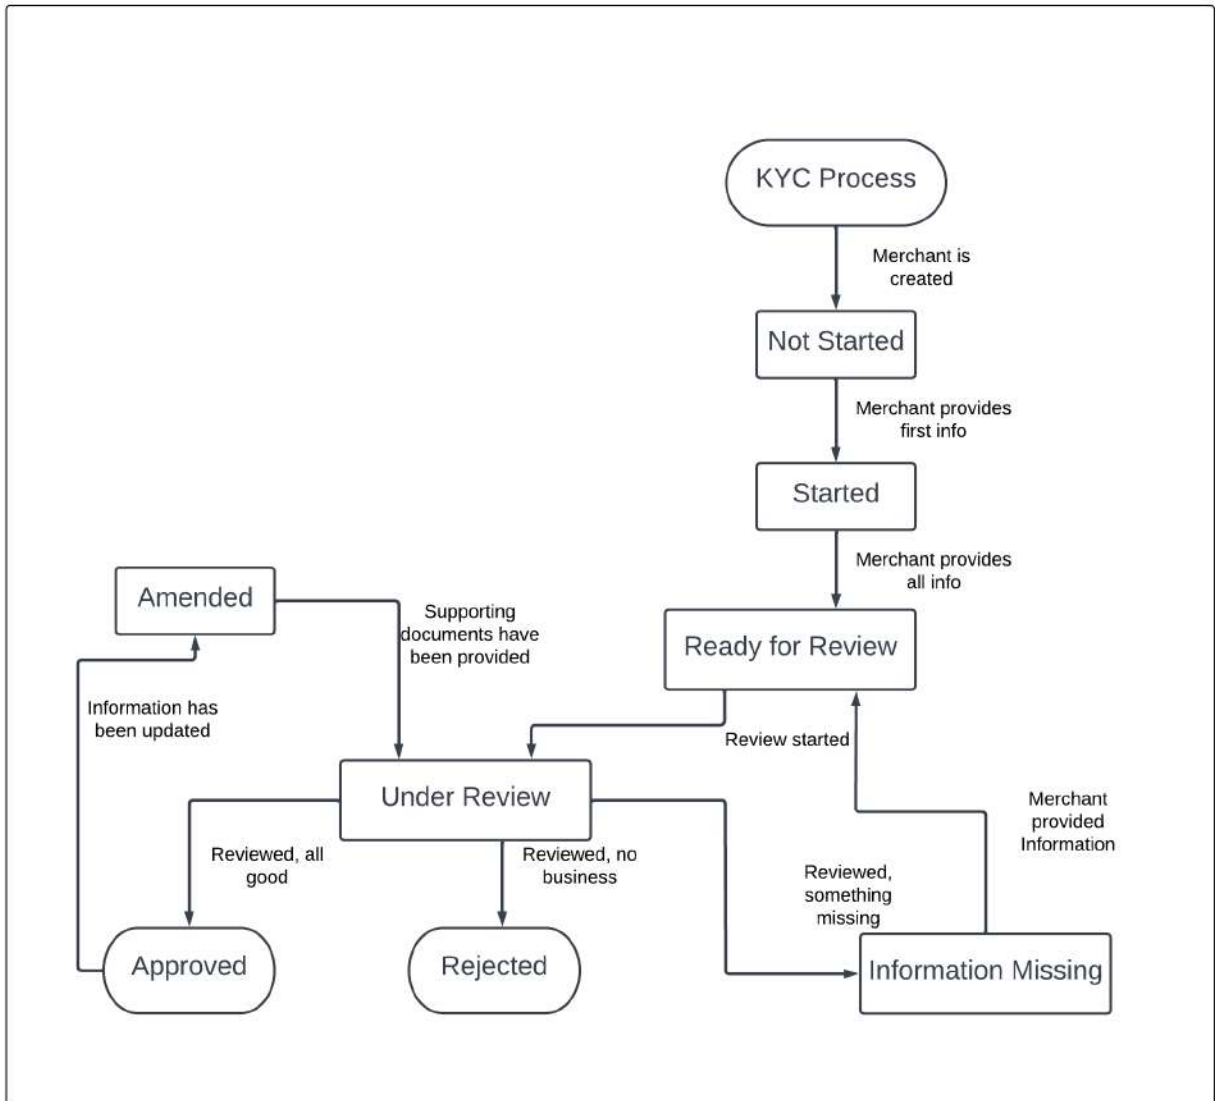 KYC Process
Merchant is
created
Not Started
Merchant provides
first info
Started
Merchant provides
all info
Amended
Supporting
documents have
been provided
Ready for Review
Information has
been updated
Review started
Under Review
Merchant
provided
Information
Reviewed, all
good
Reviewed, no
business
Reviewed,
something
missing
Approved
Rejected
Information Missing